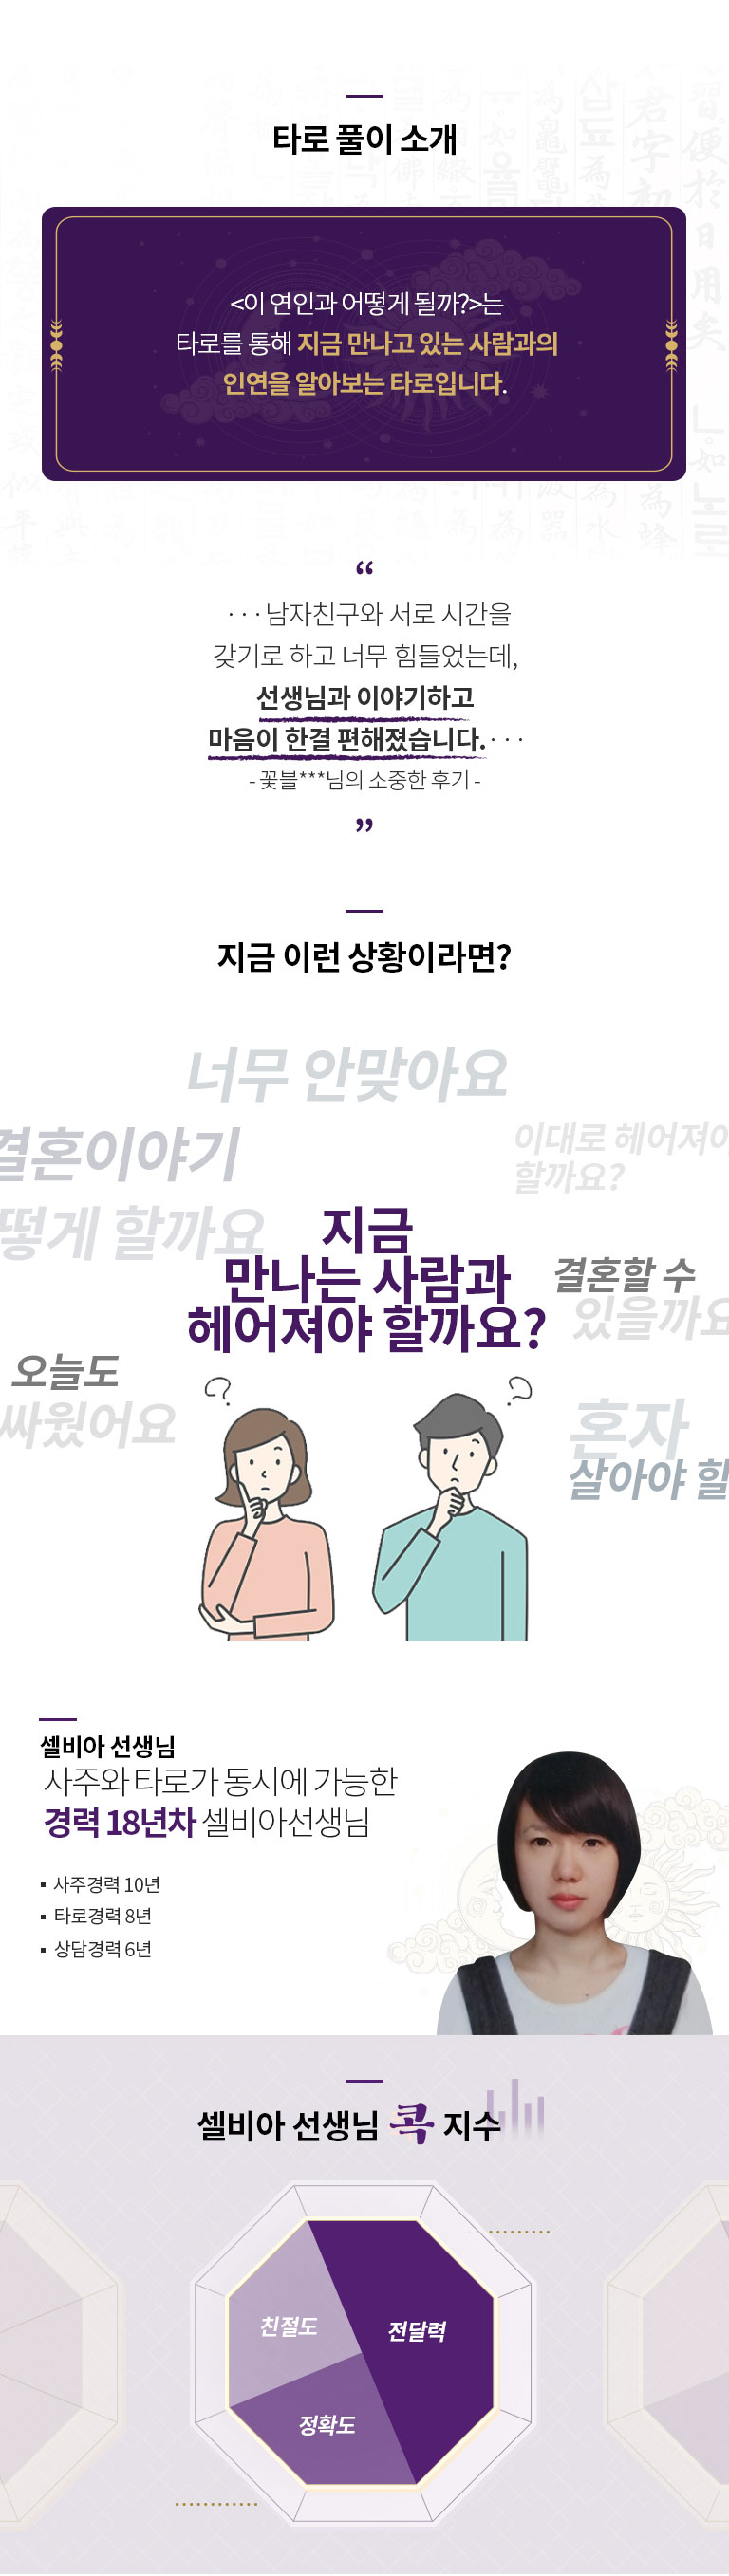 타로 풀이 소개
<이 연인과 어떻게 될까?>는
타로를 통해 지금 만나고 있는 사람과의
인연을 알아보는 타로입니다.
“
· · · 남자친구와 서로 시간을
갖기로 하고 너무 힘들었는데,
선생님과 이야기하고
마음이 한결 편해졌습니다. · · ·
- 꽃블***님의 소중한 후기 -
”
지금 이런 상황이라면?
너무 안맞아요
결혼이야기
떻게 할까요
이대로 헤어져야
할까요?
지금
만나는 사람과
헤어져야 할까요?
결혼할 수
있을까요
오늘도
싸웠어요
혼자
살아야 할
셀비아 선생님
사주와 타로가 동시에 가능한
경력 18년차 셀비아선생님
▪ 사주경력 10년
▪ 타로경력 8년
▪ 상담경력 6년
셀비아 선생님 콕 지수
친절도
전달력
정확도